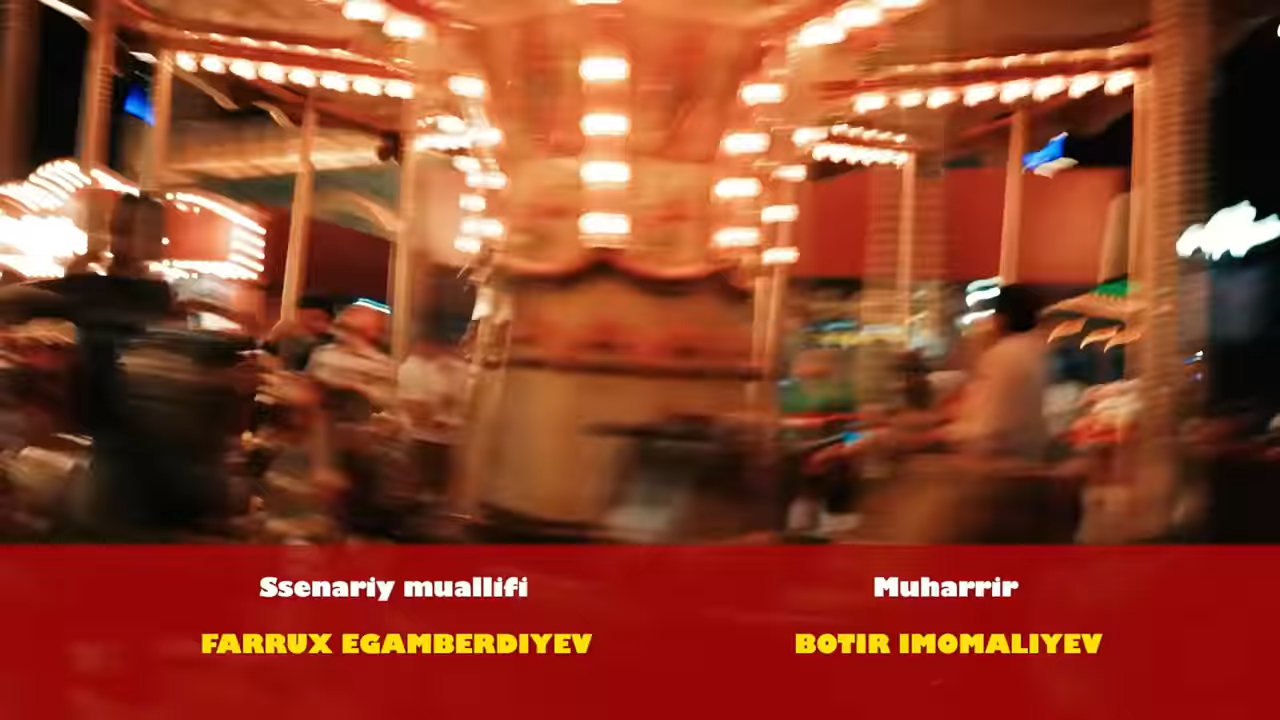 Ssenariy muallifi
FARRUX EGAMBERDIYEV
Muharrir
BOTIR IMOMALIYEV